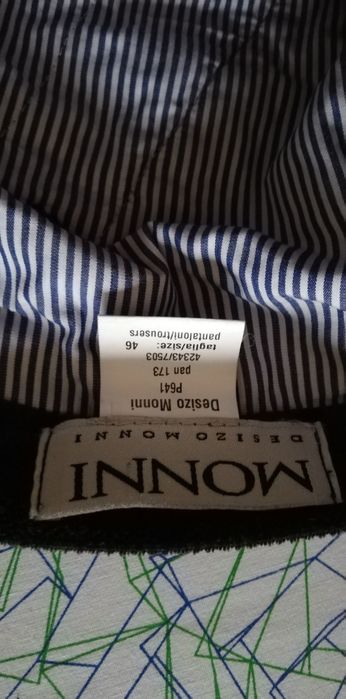 MONNI
DESIZO MONNI
Desizo Monni
P641
pan 173
42343/7503
taglia/size: 46
pantaloni/trousers